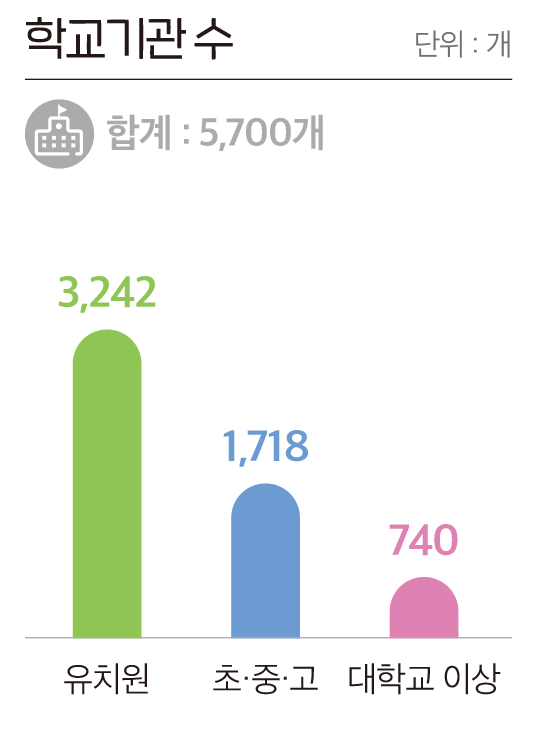 학교기관 수
단위 : 개
합계 : 5,700개
3,242
1,718
740
유치원
초·중·고
대학교 이상